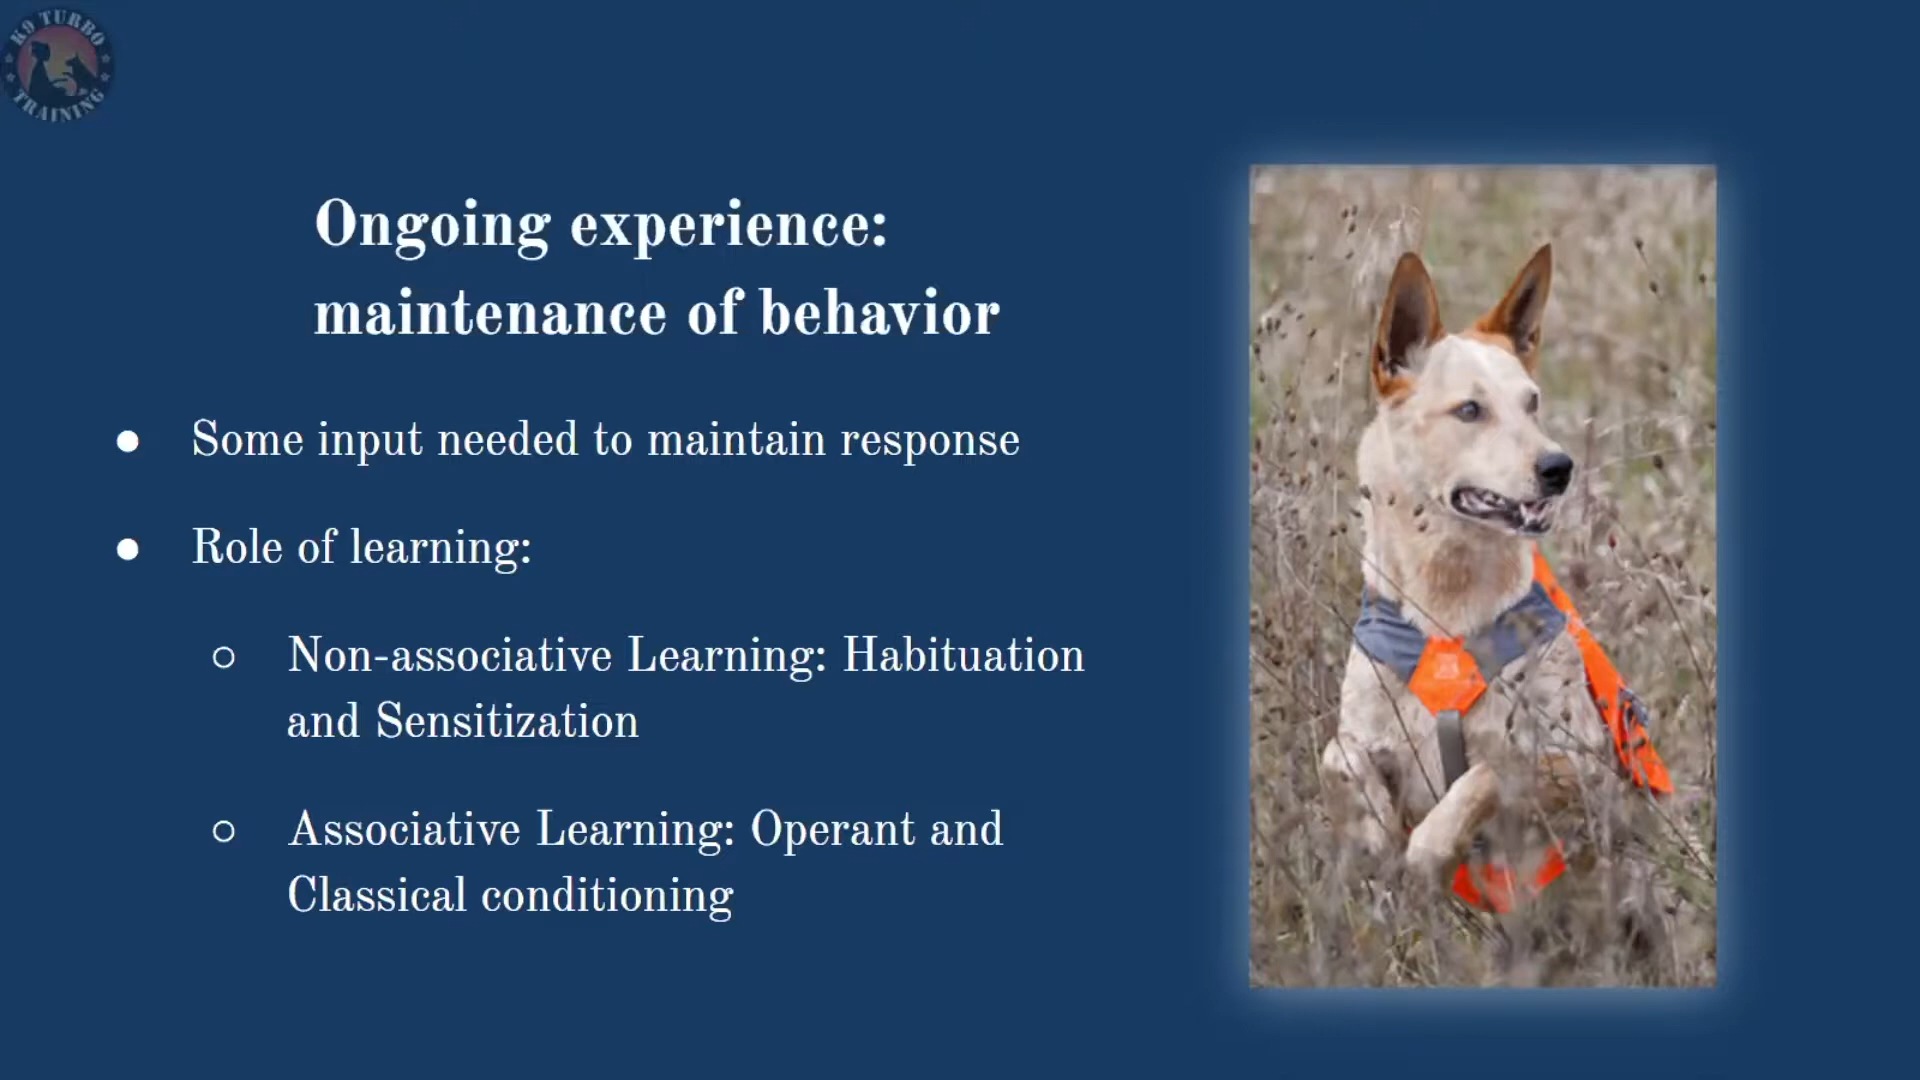 K9 TURBO
TRAINING
Ongoing experience:
maintenance of behavior
● Some input needed to maintain response
● Role of learning:
○ Non-associative Learning: Habituation
and Sensitization
○ Associative Learning: Operant and
Classical conditioning